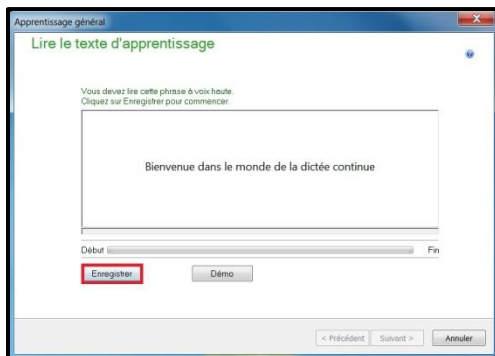 Apprentissage général
Lire le texte d'apprentissage
Vous devez lire cette phrase à voix haute.
Cliquez sur Enregistrer pour commencer.
Bienvenue dans le monde de la dictée continue
Début Fin
Enregistrer Démo
< Précédent Suivant > Annuler